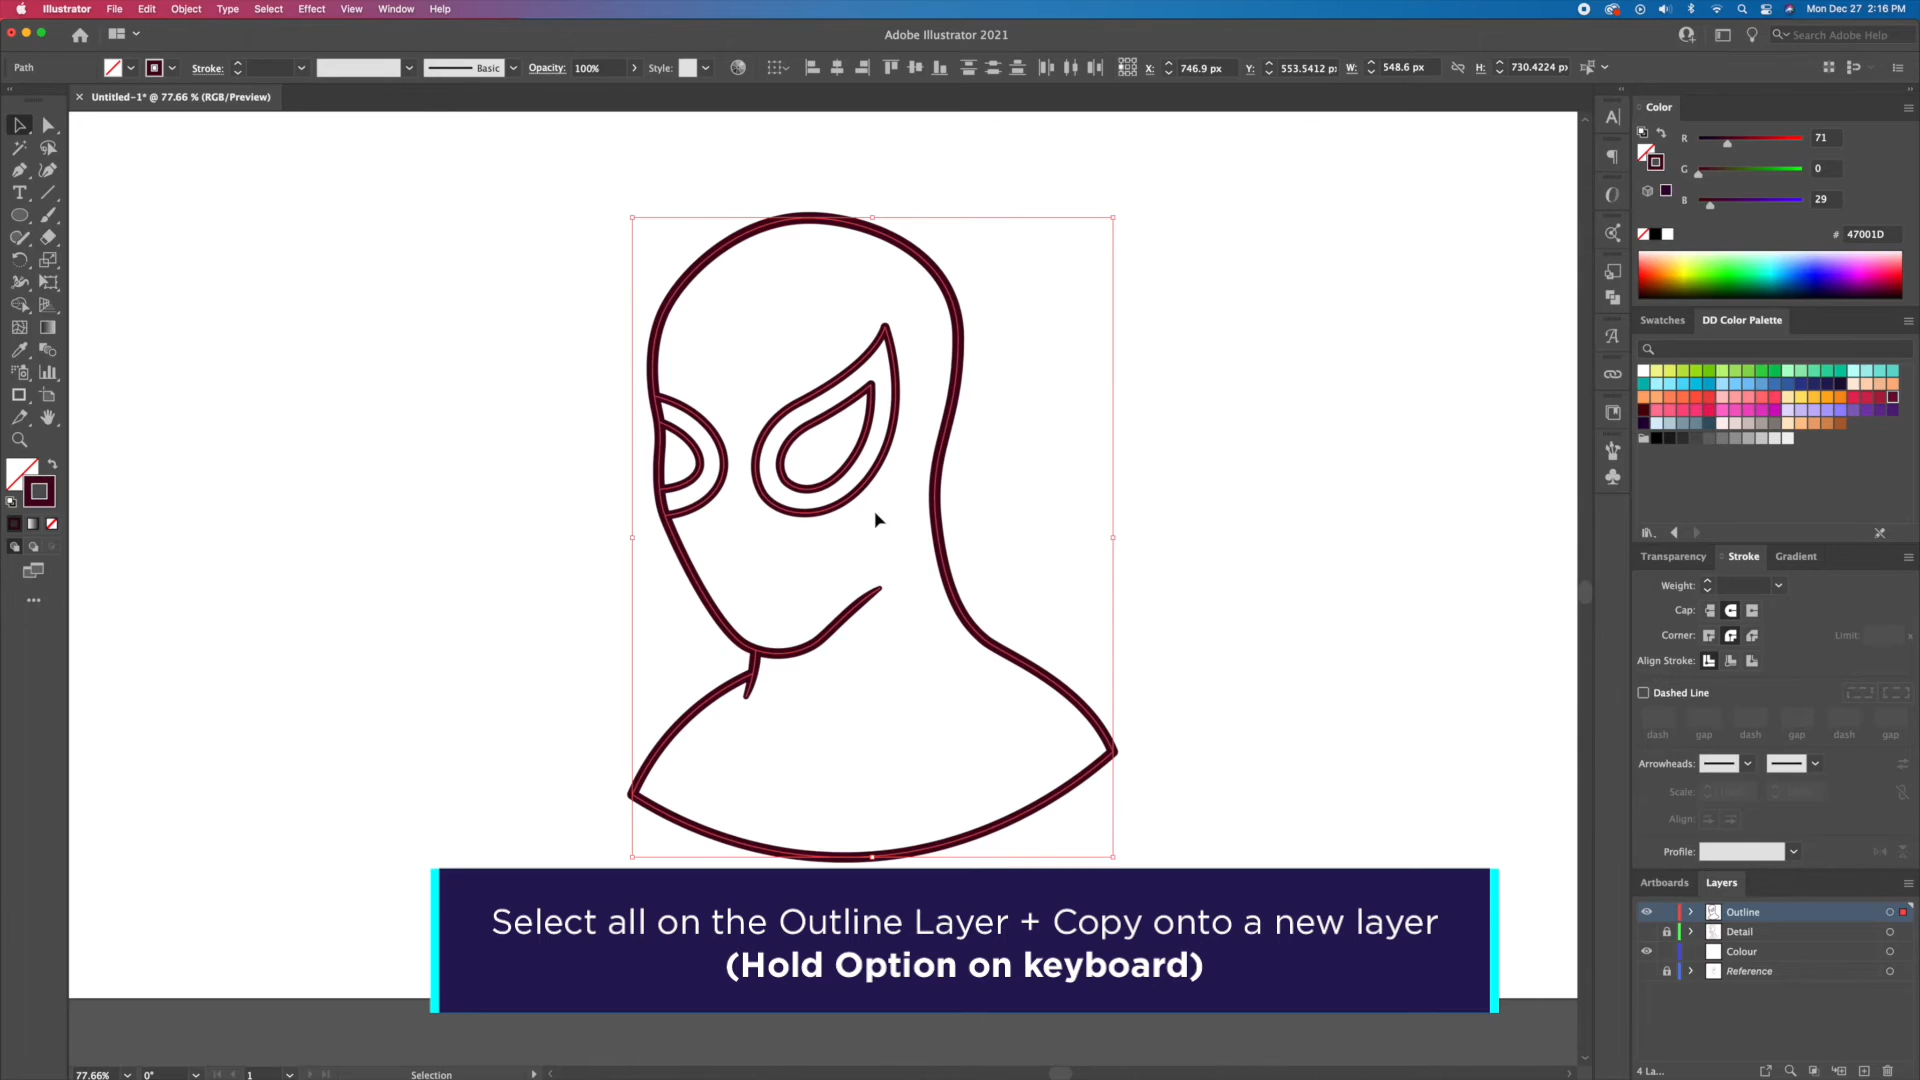 Illustrator File Edit Object Type Select Effect View Window Help
Mon Dec 27 2:16 PM
Adobe Illustrator 2021
Search Adobe Help
Path
Stroke:
Basic
Opacity: 100%
Style:
X: 746.9 px
Y: 553.5412 p
W: 548.6 px
H: 730.4224 p
Untitled-1* @ 77.66 % (RGB/Preview)
Color
R 71
G 0
B 29
# 47001D
Swatches DD Color Palette
Transparency Stroke Gradient
Weight:
Cap:
Corner:
Limit:
Align Stroke:
Dashed Line
dash gap dash gap dash gap
Arrowheads:
Scale:
Align:
Profile:
Artboards Layers
Outline
Detail
Colour
Reference
Select all on the Outline Layer + Copy onto a new layer
(Hold Option on keyboard)
77.66% 0° 1 Selection
4 La...